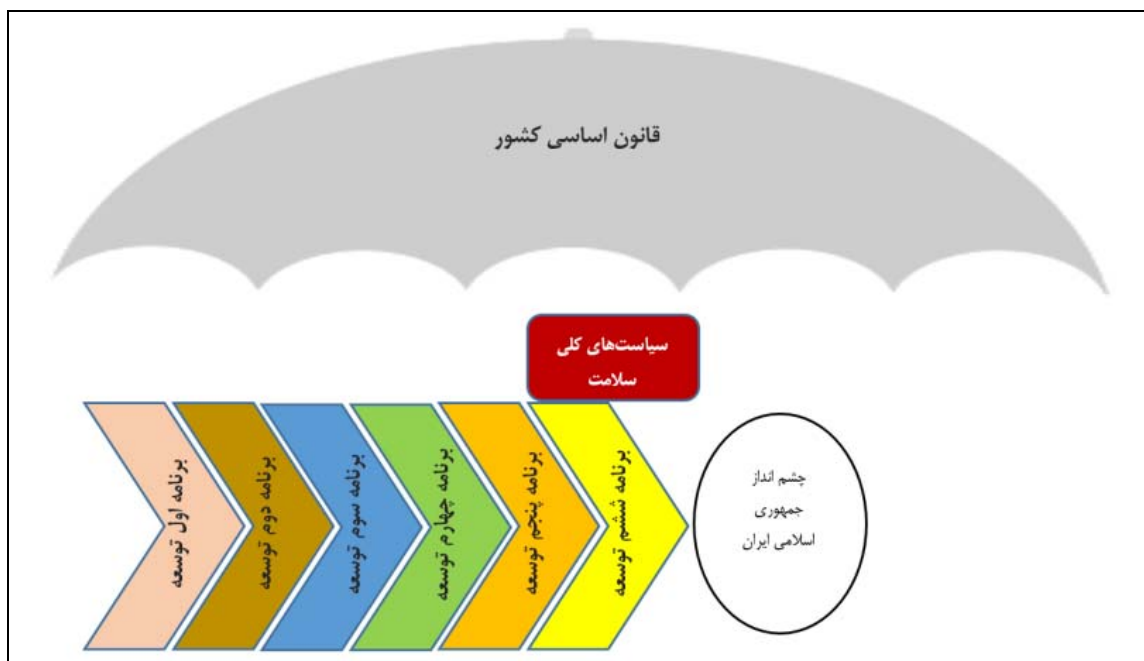 قانون اساسی کشور
سیاست‌های کلی
سلامت
برنامه اول توسعه
برنامه دوم توسعه
برنامه سوم توسعه
برنامه چهارم توسعه
برنامه پنجم توسعه
برنامه ششم توسعه
چشم انداز
جمهوری
اسلامی ایران